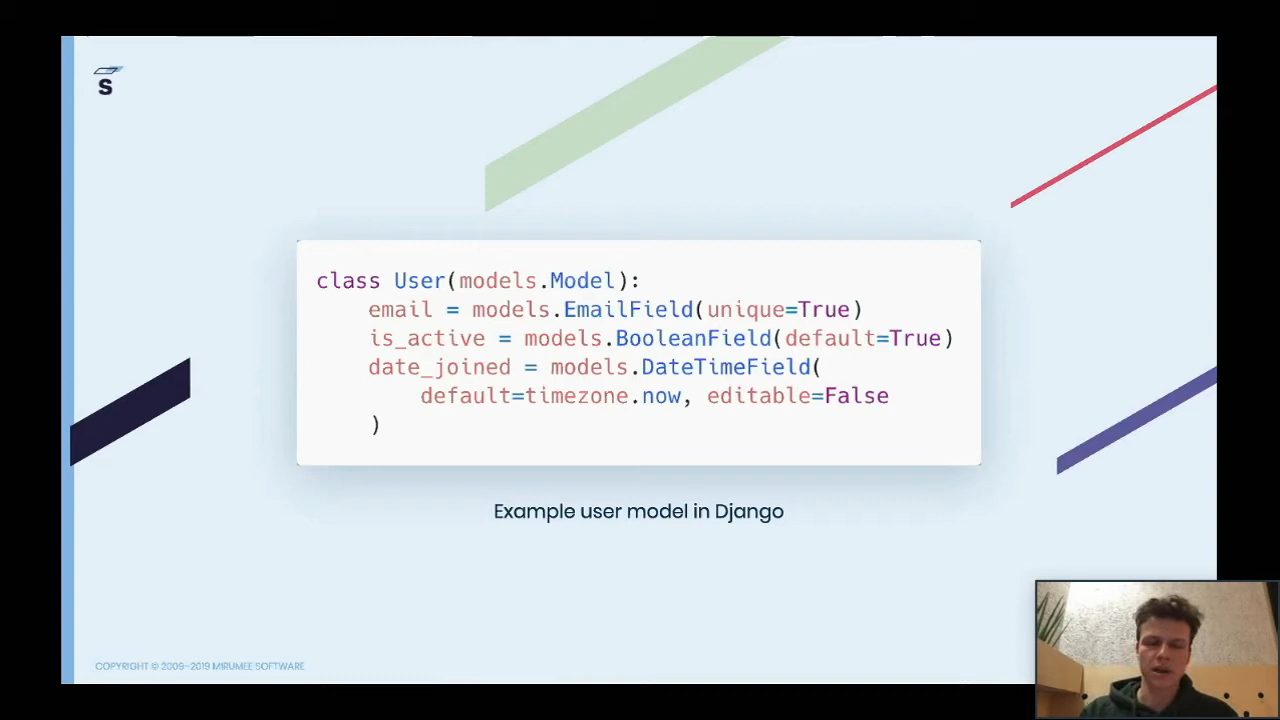 S
class User(models.Model):
    email = models.EmailField(unique=True)
    is_active = models.BooleanField(default=True)
    date_joined = models.DateTimeField(
        default=timezone.now, editable=False
    )
Example user model in Django
COPYRIGHT © 2009–2019 MIRUMEE SOFTWARE